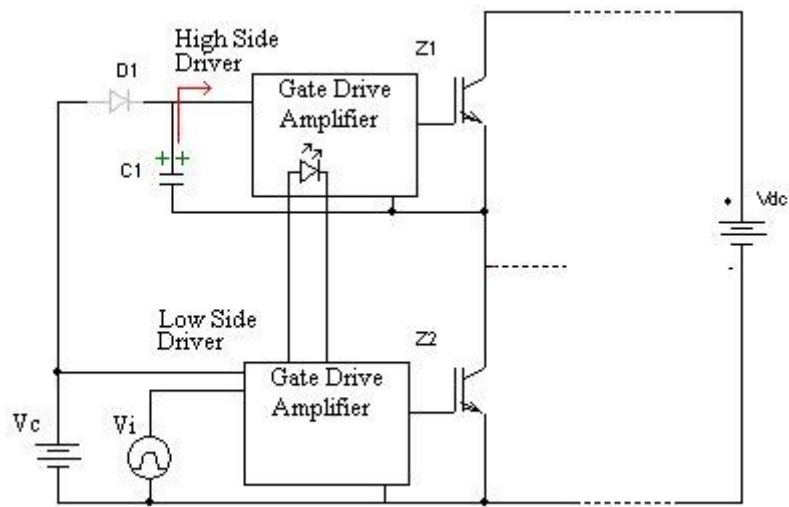 High Side
Driver
D1
Z1
Gate Drive
Amplifier
++
C1
Vdc
-
Low Side
Driver
Z2
Gate Drive
Amplifier
Vc
Vi